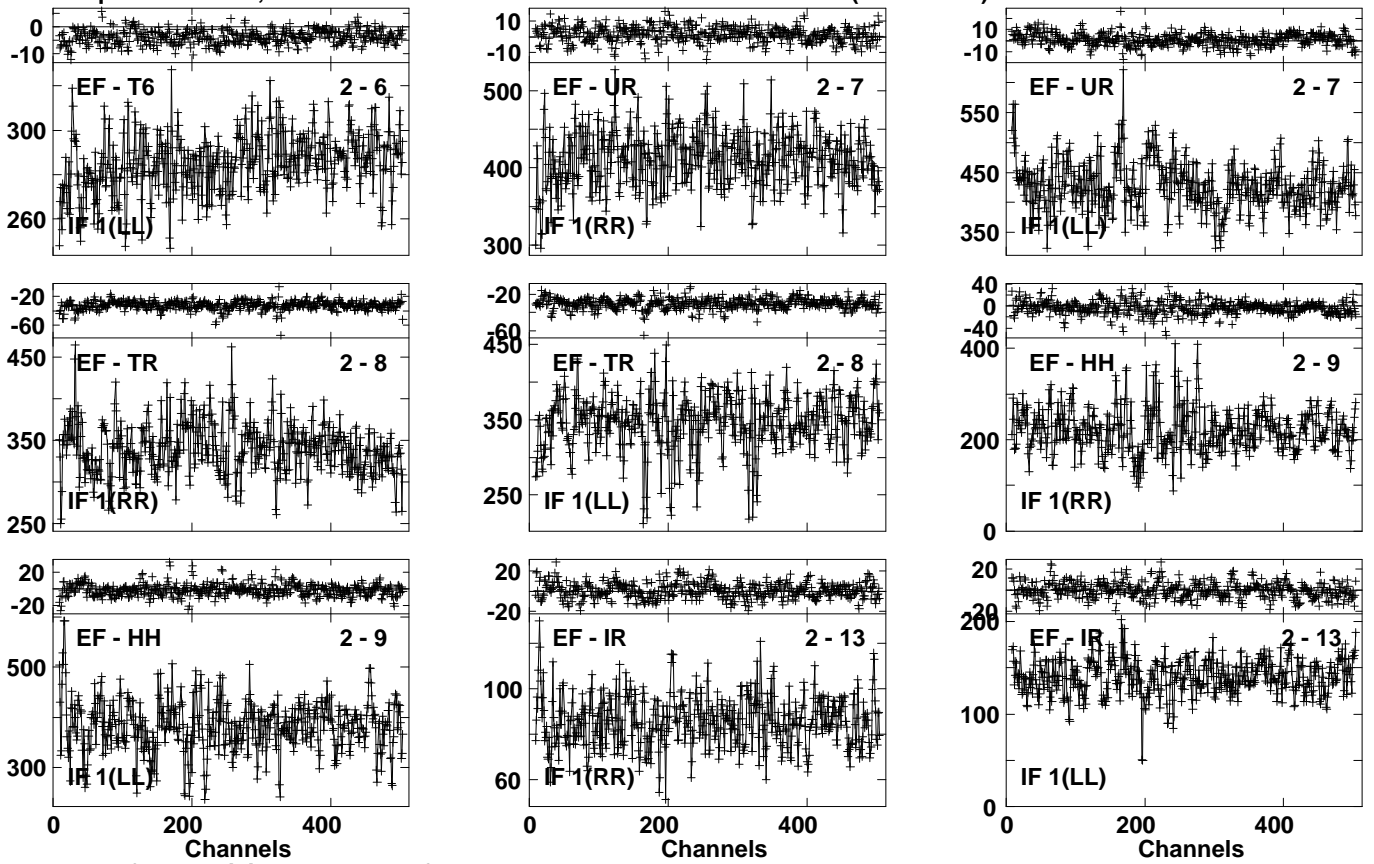 0
-10
EF - T6 2 - 6
300
260
IF 1(LL)
10
-10
EF - UR 2 - 7
500
400
300
IF 1(RR)
10
-10
EF - UR 2 - 7
550
450
350
IF 1(LL)
-20
-60
EF - TR 2 - 8
450
350
250
IF 1(RR)
-20
-60
EF - TR 2 - 8
450
350
250
IF 1(LL)
40
0
-40
EF - HH 2 - 9
400
200
0
IF 1(RR)
20
-20
EF - HH 2 - 9
500
300
IF 1(LL)
0 200 400
Channels
20
-20
EF - IR 2 - 13
100
60
IF 1(RR)
0 200 400
Channels
20
-20
EF - IR 2 - 13
200
100
0
IF 1(LL)
0 200 400
Channels